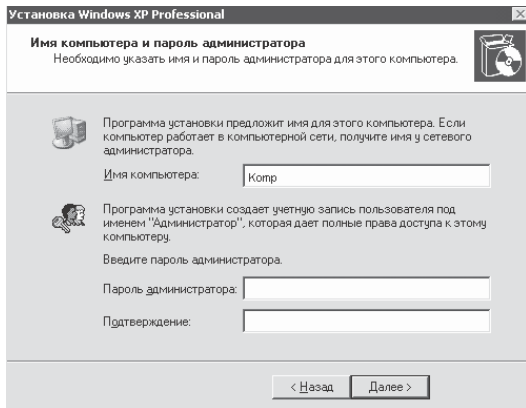 Установка Windows XP Professional
Имя компьютера и пароль администратора
Необходимо указать имя и пароль администратора для этого компьютера.
Программа установки предложит имя для этого компьютера. Если
компьютер работает в компьютерной сети, получите имя у сетевого
администратора.
Имя компьютера: Komp
Программа установки создает учетную запись пользователя под
именем "Администратор", которая дает полные права доступа к этому
компьютеру.
Введите пароль администратора.
Пароль администратора:
Подтверждение:
< Назад Далее >